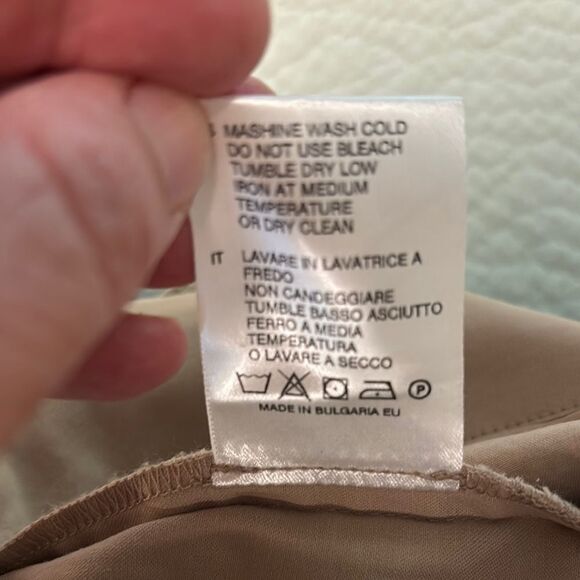 MASHINE WASH COLD
DO NOT USE BLEACH
TUMBLE DRY LOW
IRON AT MEDIUM
TEMPERATURE
OR DRY CLEAN
IT LAVARE IN LAVATRICE A
FREDO
NON CANDEGGIARE
TUMBLE BASSO ASCIUTTO
FERRO A MEDIA
TEMPERATURA
O LAVARE A SECCO
P
MADE IN BULGARIA EU